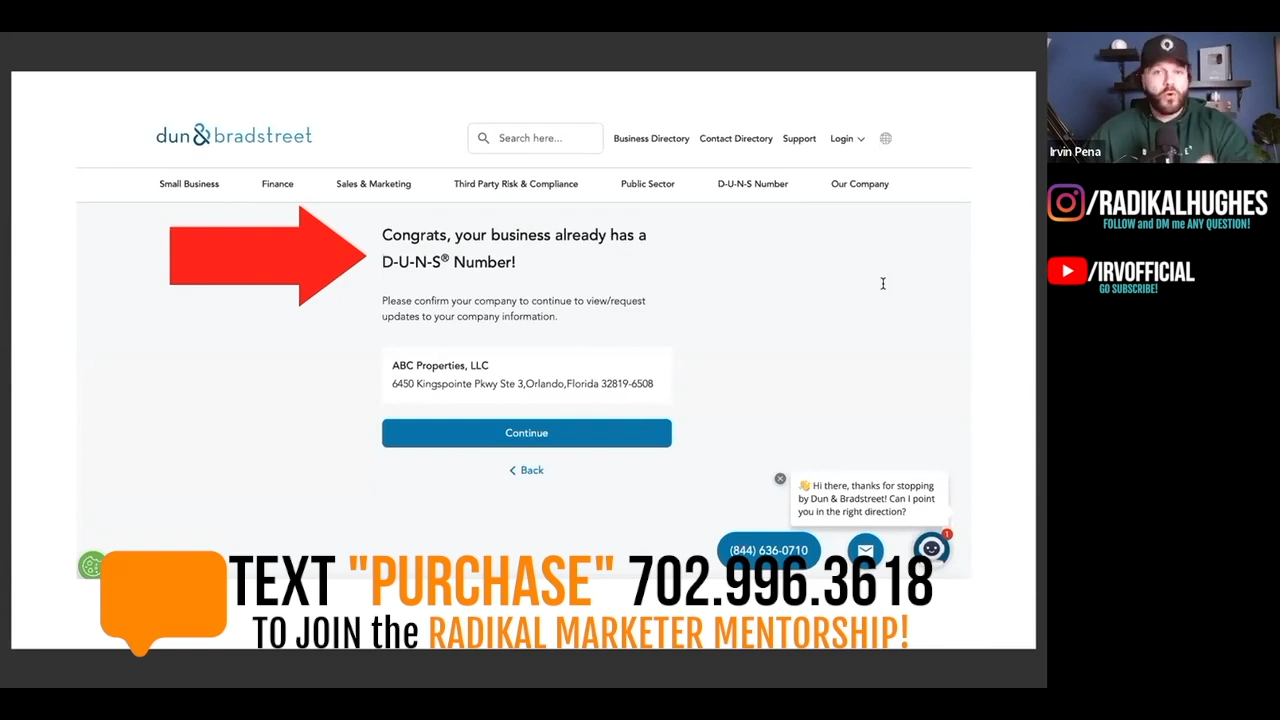 dun & bradstreet
Search here...
Business Directory
Contact Directory
Support
Login
Small Business
Finance
Sales & Marketing
Third Party Risk & Compliance
Public Sector
D-U-N-S Number
Our Company
Congrats, your business already has a
D-U-N-S® Number!
Please confirm your company to continue to view/request
updates to your company information.
ABC Properties, LLC
6450 Kingspointe Pkwy Ste 3,Orlando,Florida 32819-6508
Continue
Back
👋 Hi there, thanks for stopping
by Dun & Bradstreet! Can I point
you in the right direction?
1
(844) 636-0710
TEXT "PURCHASE" 702.996.3618
TO JOIN the RADIKAL MARKETER MENTORSHIP!
Irvin Pena
/RADIKALHUGHES
FOLLOW and DM me ANY QUESTION!
/IRVOFFICIAL
GO SUBSCRIBE!